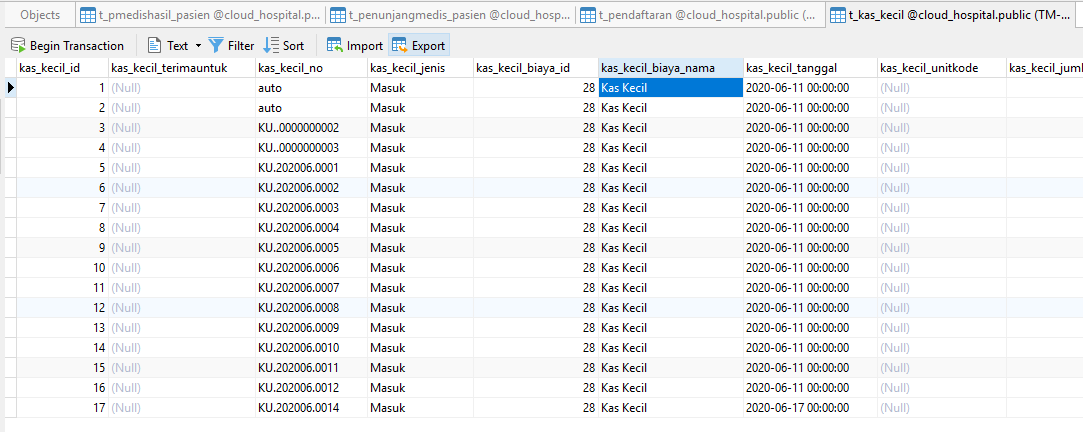 Objects t_pmedishasil_pasien @cloud_hospital.p... t_penunjangmedis_pasien @cloud_hosp... t_pendaftaran @cloud_hospital.public (... t_kas_kecil @cloud_hospital.public (TM-...
Begin Transaction Text Filter Sort Import Export
kas_kecil_id kas_kecil_terimauntuk kas_kecil_no kas_kecil_jenis kas_kecil_biaya_id kas_kecil_biaya_nama kas_kecil_tanggal kas_kecil_unitkode kas_kecil_juml
1 (Null) auto Masuk 28 Kas Kecil 2020-06-11 00:00:00 (Null)
2 (Null) auto Masuk 28 Kas Kecil 2020-06-11 00:00:00 (Null)
3 (Null) KU..0000000002 Masuk 28 Kas Kecil 2020-06-11 00:00:00 (Null)
4 (Null) KU..0000000003 Masuk 28 Kas Kecil 2020-06-11 00:00:00 (Null)
5 (Null) KU.202006.0001 Masuk 28 Kas Kecil 2020-06-11 00:00:00 (Null)
6 (Null) KU.202006.0002 Masuk 28 Kas Kecil 2020-06-11 00:00:00 (Null)
7 (Null) KU.202006.0003 Masuk 28 Kas Kecil 2020-06-11 00:00:00 (Null)
8 (Null) KU.202006.0004 Masuk 28 Kas Kecil 2020-06-11 00:00:00 (Null)
9 (Null) KU.202006.0005 Masuk 28 Kas Kecil 2020-06-11 00:00:00 (Null)
10 (Null) KU.202006.0006 Masuk 28 Kas Kecil 2020-06-11 00:00:00 (Null)
11 (Null) KU.202006.0007 Masuk 28 Kas Kecil 2020-06-11 00:00:00 (Null)
12 (Null) KU.202006.0008 Masuk 28 Kas Kecil 2020-06-11 00:00:00 (Null)
13 (Null) KU.202006.0009 Masuk 28 Kas Kecil 2020-06-11 00:00:00 (Null)
14 (Null) KU.202006.0010 Masuk 28 Kas Kecil 2020-06-11 00:00:00 (Null)
15 (Null) KU.202006.0011 Masuk 28 Kas Kecil 2020-06-11 00:00:00 (Null)
16 (Null) KU.202006.0012 Masuk 28 Kas Kecil 2020-06-11 00:00:00 (Null)
17 (Null) KU.202006.0014 Masuk 28 Kas Kecil 2020-06-17 00:00:00 (Null)